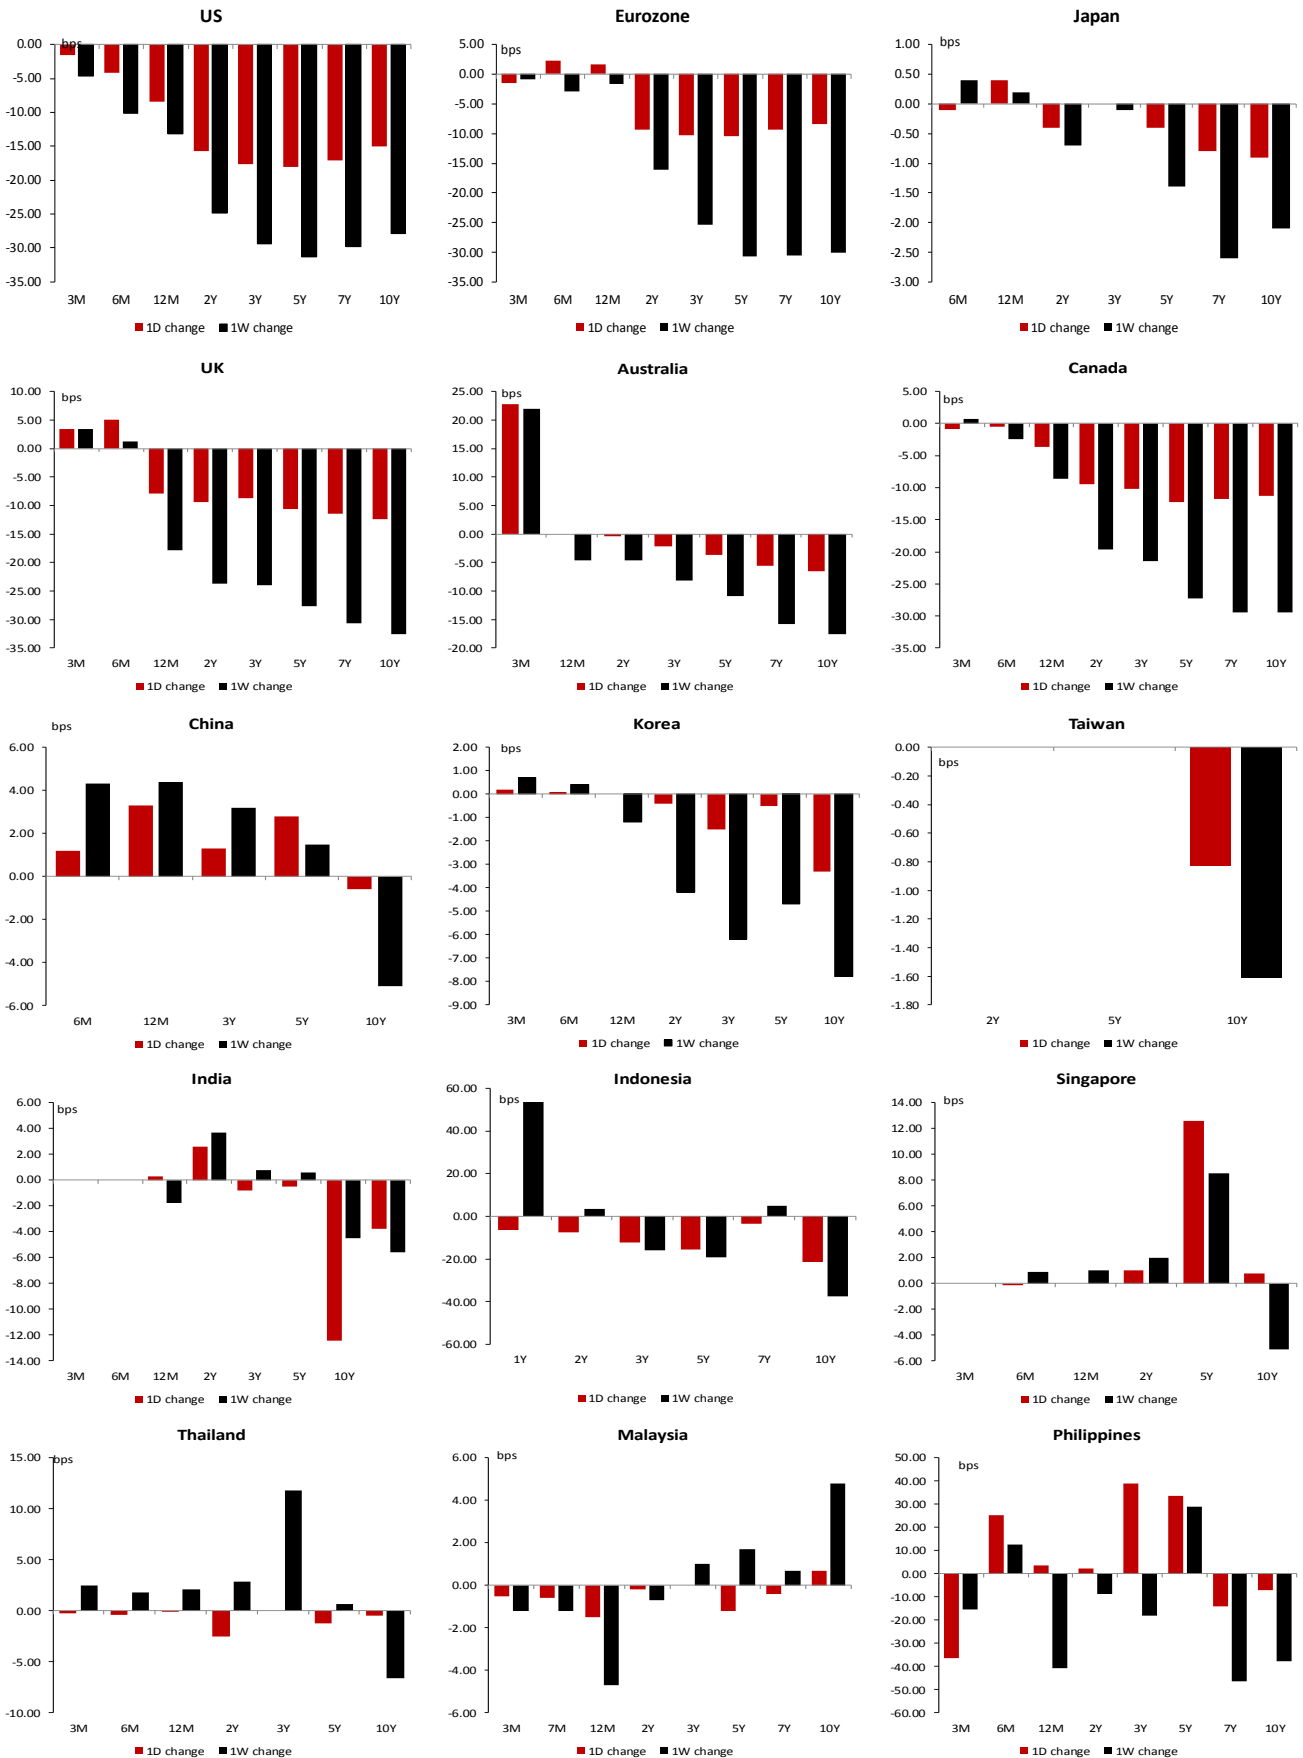 US
bps
0.00
-5.00
-10.00
-15.00
-20.00
-25.00
-30.00
-35.00
3M 6M 12M 2Y 3Y 5Y 7Y 10Y
1D change 1W change
Eurozone
bps
5.00
0.00
-5.00
-10.00
-15.00
-20.00
-25.00
-30.00
-35.00
3M 6M 12M 2Y 3Y 5Y 7Y 10Y
1D change 1W change
Japan
bps
1.00
0.50
0.00
-0.50
-1.00
-1.50
-2.00
-2.50
-3.00
6M 12M 2Y 3Y 5Y 7Y 10Y
1D change 1W change
UK
bps
10.00
5.00
0.00
-5.00
-10.00
-15.00
-20.00
-25.00
-30.00
-35.00
3M 6M 12M 2Y 3Y 5Y 7Y 10Y
1D change 1W change
Australia
bps
25.00
20.00
15.00
10.00
5.00
0.00
-5.00
-10.00
-15.00
-20.00
3M 12M 2Y 3Y 5Y 7Y 10Y
1D change 1W change
Canada
bps
5.00
0.00
-5.00
-10.00
-15.00
-20.00
-25.00
-30.00
-35.00
3M 6M 12M 2Y 3Y 5Y 7Y 10Y
1D change 1W change
China
bps
6.00
4.00
2.00
0.00
-2.00
-4.00
-6.00
6M 12M 3Y 5Y 10Y
1D change 1W change
Korea
bps
2.00
1.00
0.00
-1.00
-2.00
-3.00
-4.00
-5.00
-6.00
-7.00
-8.00
-9.00
3M 6M 12M 2Y 3Y 5Y 10Y
1D change 1W change
Taiwan
bps
0.00
-0.20
-0.40
-0.60
-0.80
-1.00
-1.20
-1.40
-1.60
-1.80
2Y 5Y 10Y
1D change 1W change
India
bps
6.00
4.00
2.00
0.00
-2.00
-4.00
-6.00
-8.00
-10.00
-12.00
-14.00
3M 6M 12M 2Y 3Y 5Y 10Y
1D change 1W change
Indonesia
bps
60.00
40.00
20.00
0.00
-20.00
-40.00
-60.00
1Y 2Y 3Y 5Y 7Y 10Y
1D change 1W change
Singapore
bps
14.00
12.00
10.00
8.00
6.00
4.00
2.00
0.00
-2.00
-4.00
-6.00
3M 6M 12M 2Y 5Y 10Y
1D change 1W change
Thailand
bps
15.00
10.00
5.00
0.00
-5.00
-10.00
3M 6M 12M 2Y 3Y 5Y 10Y
1D change 1W change
Malaysia
bps
6.00
4.00
2.00
0.00
-2.00
-4.00
-6.00
3M 7M 12M 2Y 3Y 5Y 7Y 10Y
1D change 1W change
Philippines
bps
50.00
40.00
30.00
20.00
10.00
0.00
-10.00
-20.00
-30.00
-40.00
-50.00
-60.00
3M 6M 12M 2Y 3Y 5Y 7Y 10Y
1D change 1W change